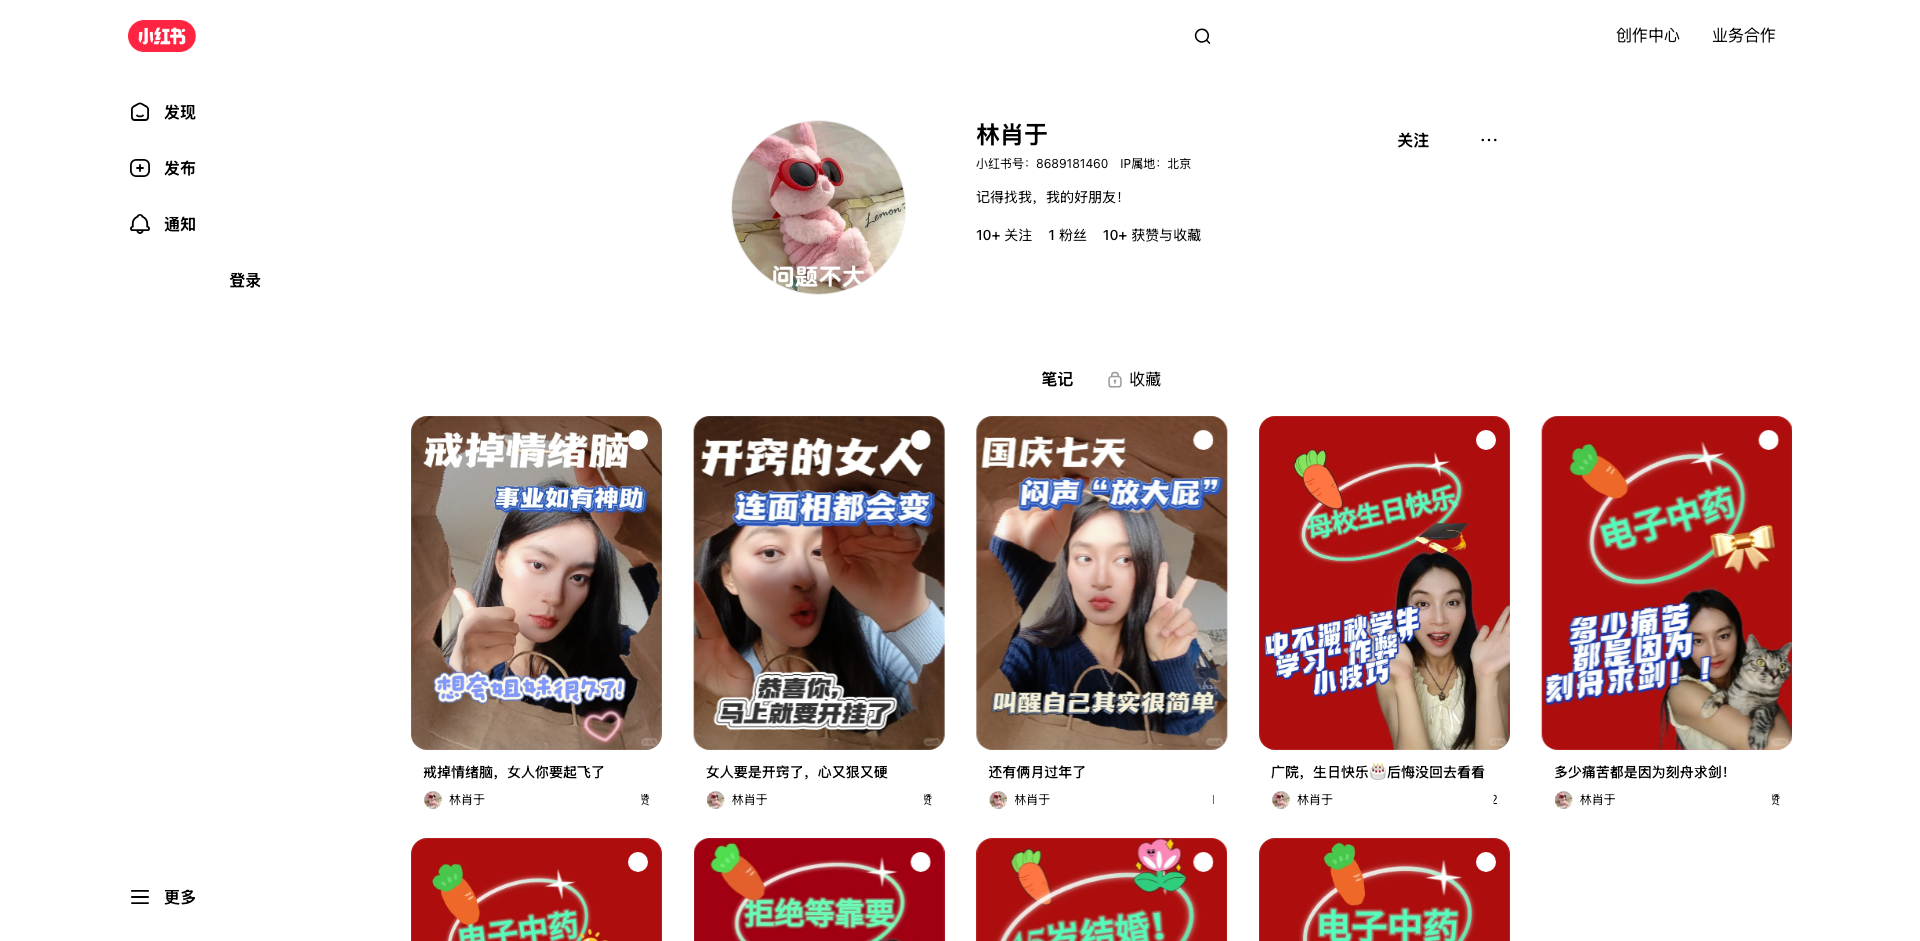 小红书
创作中心
业务合作
发现
发布
通知
登录
更多
问题不大
林肖于
小红书号：8689181460 IP属地：北京
记得找我，我的好朋友！
10+ 关注 1 粉丝 10+ 获赞与收藏
关注
笔记
收藏
戒掉情绪脑
事业如有神助
想夸姐妹很久了！
戒掉情绪脑，女人你要起飞了
林肖于
赞
开窍的女人
连面相都会变
恭喜你，
马上就要开挂了
女人要是开窍了，心又狠又硬
林肖于
赞
国庆七天
闷声“放大屁”
叫醒自己其实很简单
还有俩月过年了
林肖于
1
母校生日快乐
中不溜秋学生
学习“作弊”
小技巧
广院，生日快乐🎂后悔没回去看看
林肖于
2
电子中药
多少痛苦
都是因为
刻舟求剑！！
多少痛苦都是因为刻舟求剑！
林肖于
赞
电子中药
拒绝等靠要
45岁结婚！
电子中药